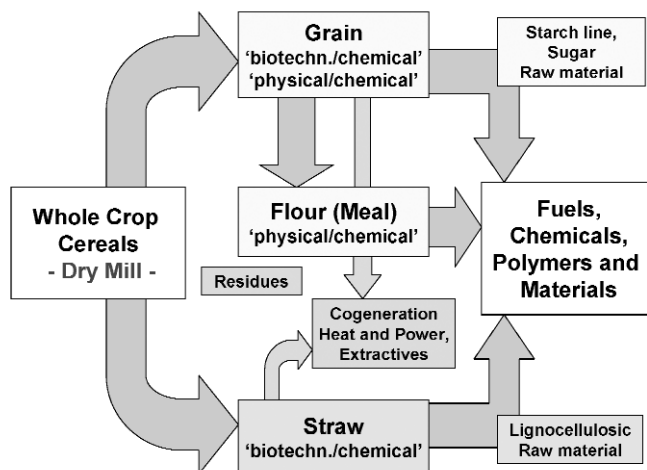 Grain
‘biotechn./chemical’
‘physical/chemical’
Starch line,
Sugar
Raw material
Whole Crop
Cereals
- Dry Mill -
Flour (Meal)
‘physical/chemical’
Fuels,
Chemicals,
Polymers and
Materials
Residues
Cogeneration
Heat and Power,
Extractives
Straw
‘biotechn./chemical’
Lignocellulosic
Raw material